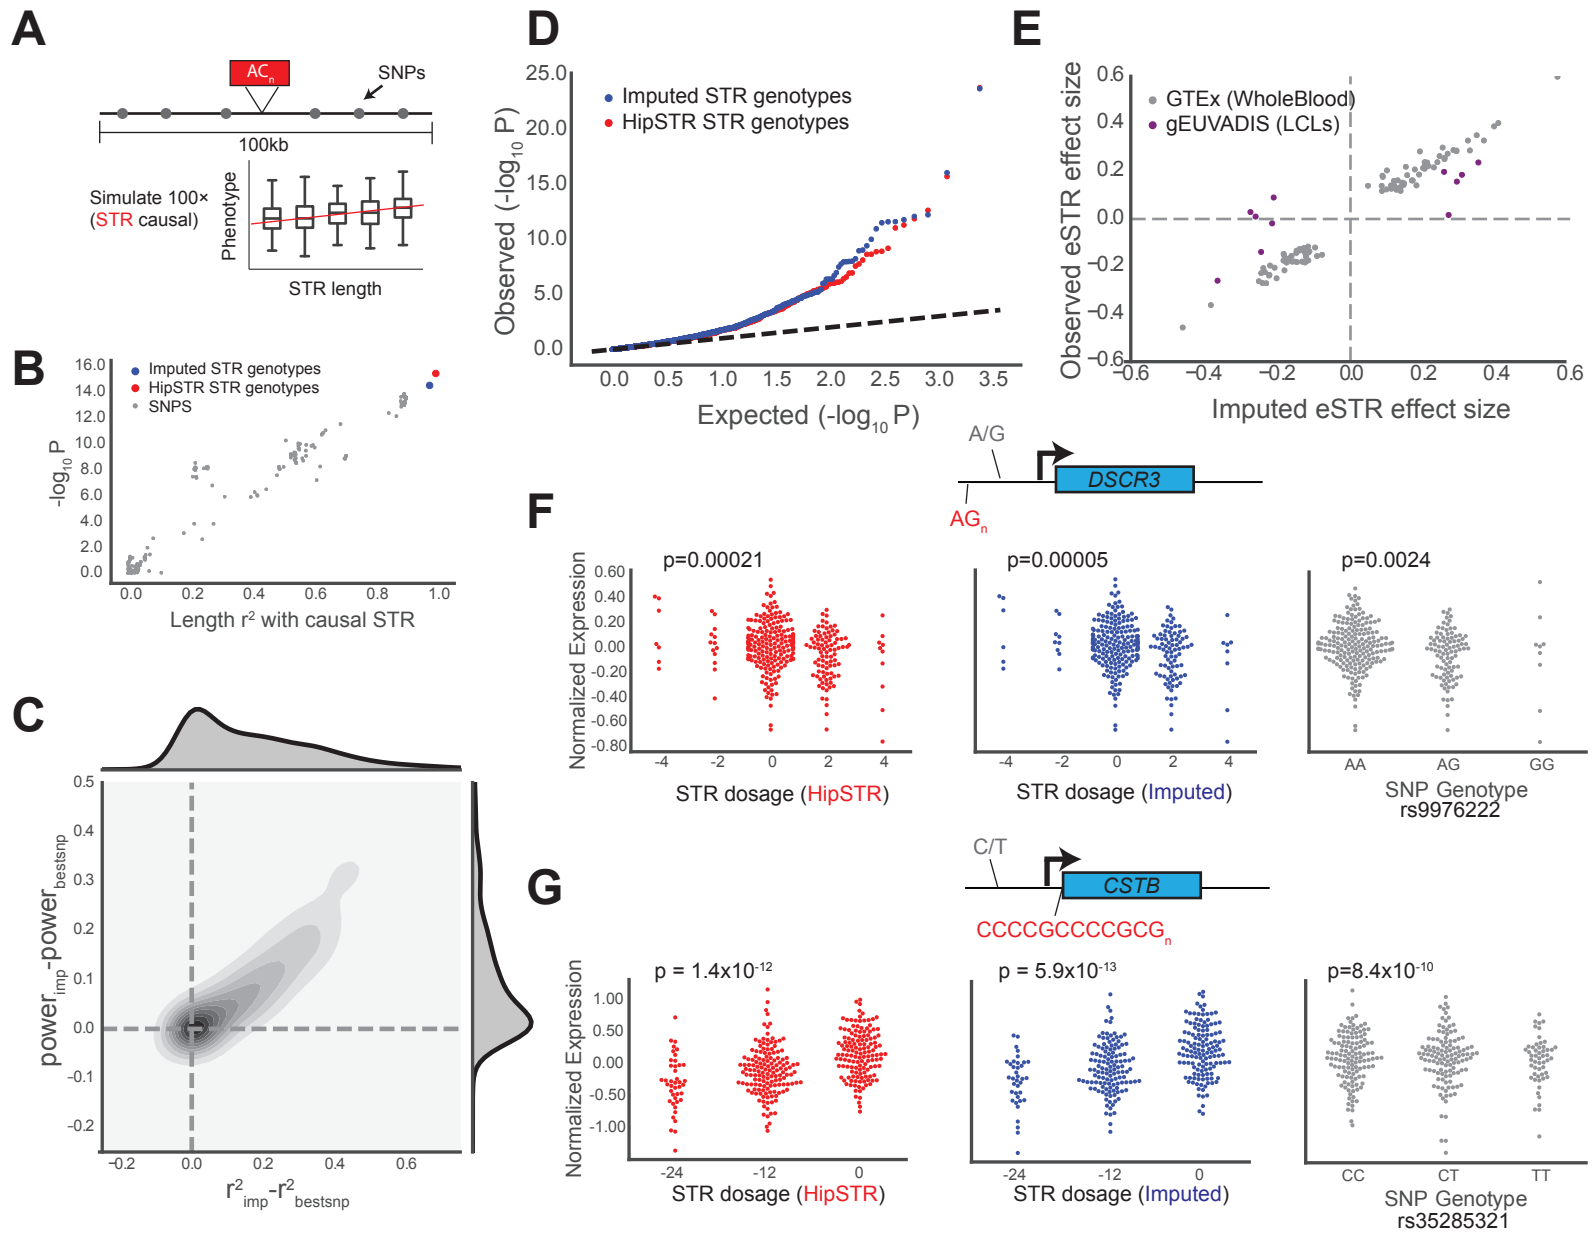 A
AC_n
SNPs
100kb
Simulate 100×
(STR causal)
Phenotype
STR length
B
Imputed STR genotypes
HipSTR STR genotypes
SNPS
-log10 P
16.0
14.0
12.0
10.0
8.0
6.0
4.0
2.0
0.0
0.0 0.2 0.4 0.6 0.8 1.0
Length r² with causal STR
C
power_imp-power_bestsnp
0.5
0.4
0.3
0.2
0.1
0.0
-0.1
-0.2
−0.2 0.0 0.2 0.4 0.6
r²_imp-r²_bestsnp
D
Imputed STR genotypes
HipSTR STR genotypes
Observed (-log10 P)
25.0
20.0
15.0
10.0
5.0
0.0
0.0 0.5 1.0 1.5 2.0 2.5 3.0 3.5
Expected (-log10 P)
E
GTEx (WholeBlood)
gEUVADIS (LCLs)
Observed eSTR effect size
0.6
0.4
0.2
0.0
−0.2
−0.4
−0.6
−0.6 −0.4 −0.2 0.0 0.2 0.4 0.6
Imputed eSTR effect size
F
A/G
DSCR3
AG_n
Normalized Expression
0.60
0.40
0.20
0.00
-0.20
-0.40
-0.60
-0.80
p=0.00021
-4 -2 0 2 4
STR dosage (HipSTR)
p=0.00005
-4 -2 0 2 4
STR dosage (Imputed)
p=0.0024
AA AG GG
SNP Genotype
rs9976222
G
C/T
CSTB
CCCCGCCCCGCG_n
Normalized Expression
1.00
0.50
0.00
-0.50
-1.00
p = 1.4x10⁻¹²
-24 -12 0
STR dosage (HipSTR)
p = 5.9x10⁻¹³
-24 -12 0
STR dosage (Imputed)
p=8.4x10⁻¹⁰
CC CT TT
SNP Genotype
rs35285321